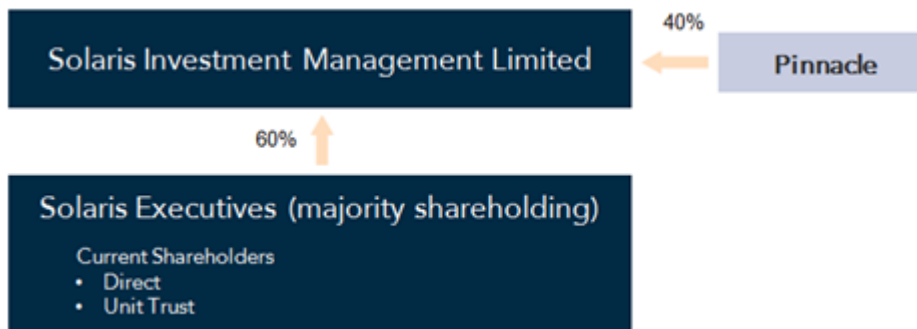 40%
Solaris Investment Management Limited
Pinnacle
60%
Solaris Executives (majority shareholding)
Current Shareholders
• Direct
• Unit Trust